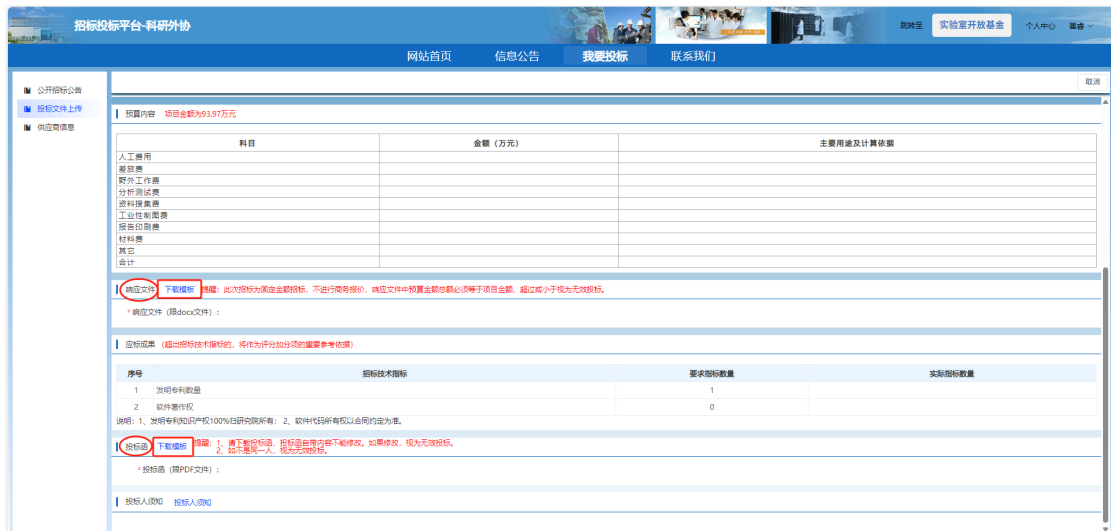 招标投标平台-科研外协
跳转至 实验室开放基金 个人中心
网站首页 信息公告 我要投标 联系我们
公开招标公告
投标文件上传
供应商信息
取消
预算内容 项目金额为93.97万元
科目 金额（万元） 主要用途及计算依据
人工费用
差旅费
野外工作费
分析测试费
资料搜集费
工业性制图费
报告印刷费
材料费
其它
合计
响应文件 下载模板 提醒：此次招标为固定金额招标，不进行商务报价，响应文件中预算金额总额必须等于项目金额，超过或小于视为无效投标。
* 响应文件（限docx文件）：
应标成果 （超出招标技术指标的，将作为评分加分项的重要参考依据）
序号 招标技术指标 要求指标数量 实际指标数量
1 发明专利数量 1
2 软件著作权 0
说明：1、发明专利知识产权100%归研究院所有； 2、软件代码所有权以合同约定为准。
投标函 下载模板 提醒：1、请下载投标函，投标函自带内容不能修改。如果修改，视为无效投标。
2、如不是同一人，视为无效投标。
* 投标函（限PDF文件）：
投标人须知 投标人须知